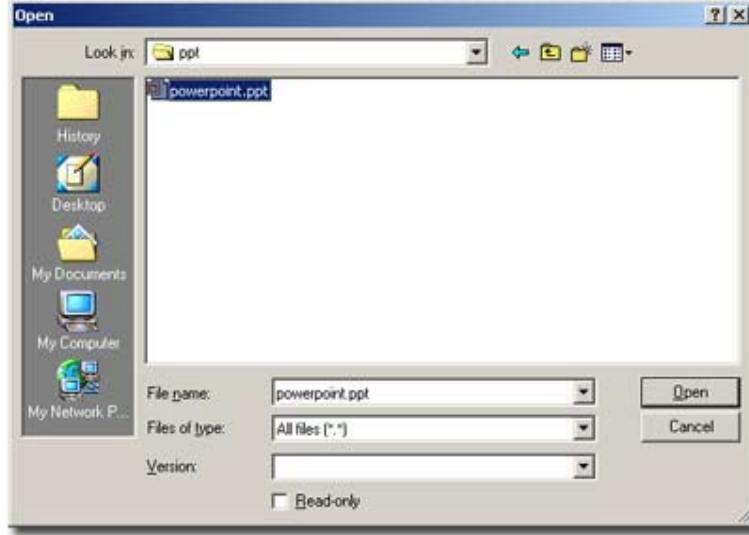 Open
Look in: ppt
powerpoint.ppt
History
Desktop
My Documents
My Computer
My Network P...
File name: powerpoint.ppt
Open
Files of type: All files (*.*)
Cancel
Version:
Read-only